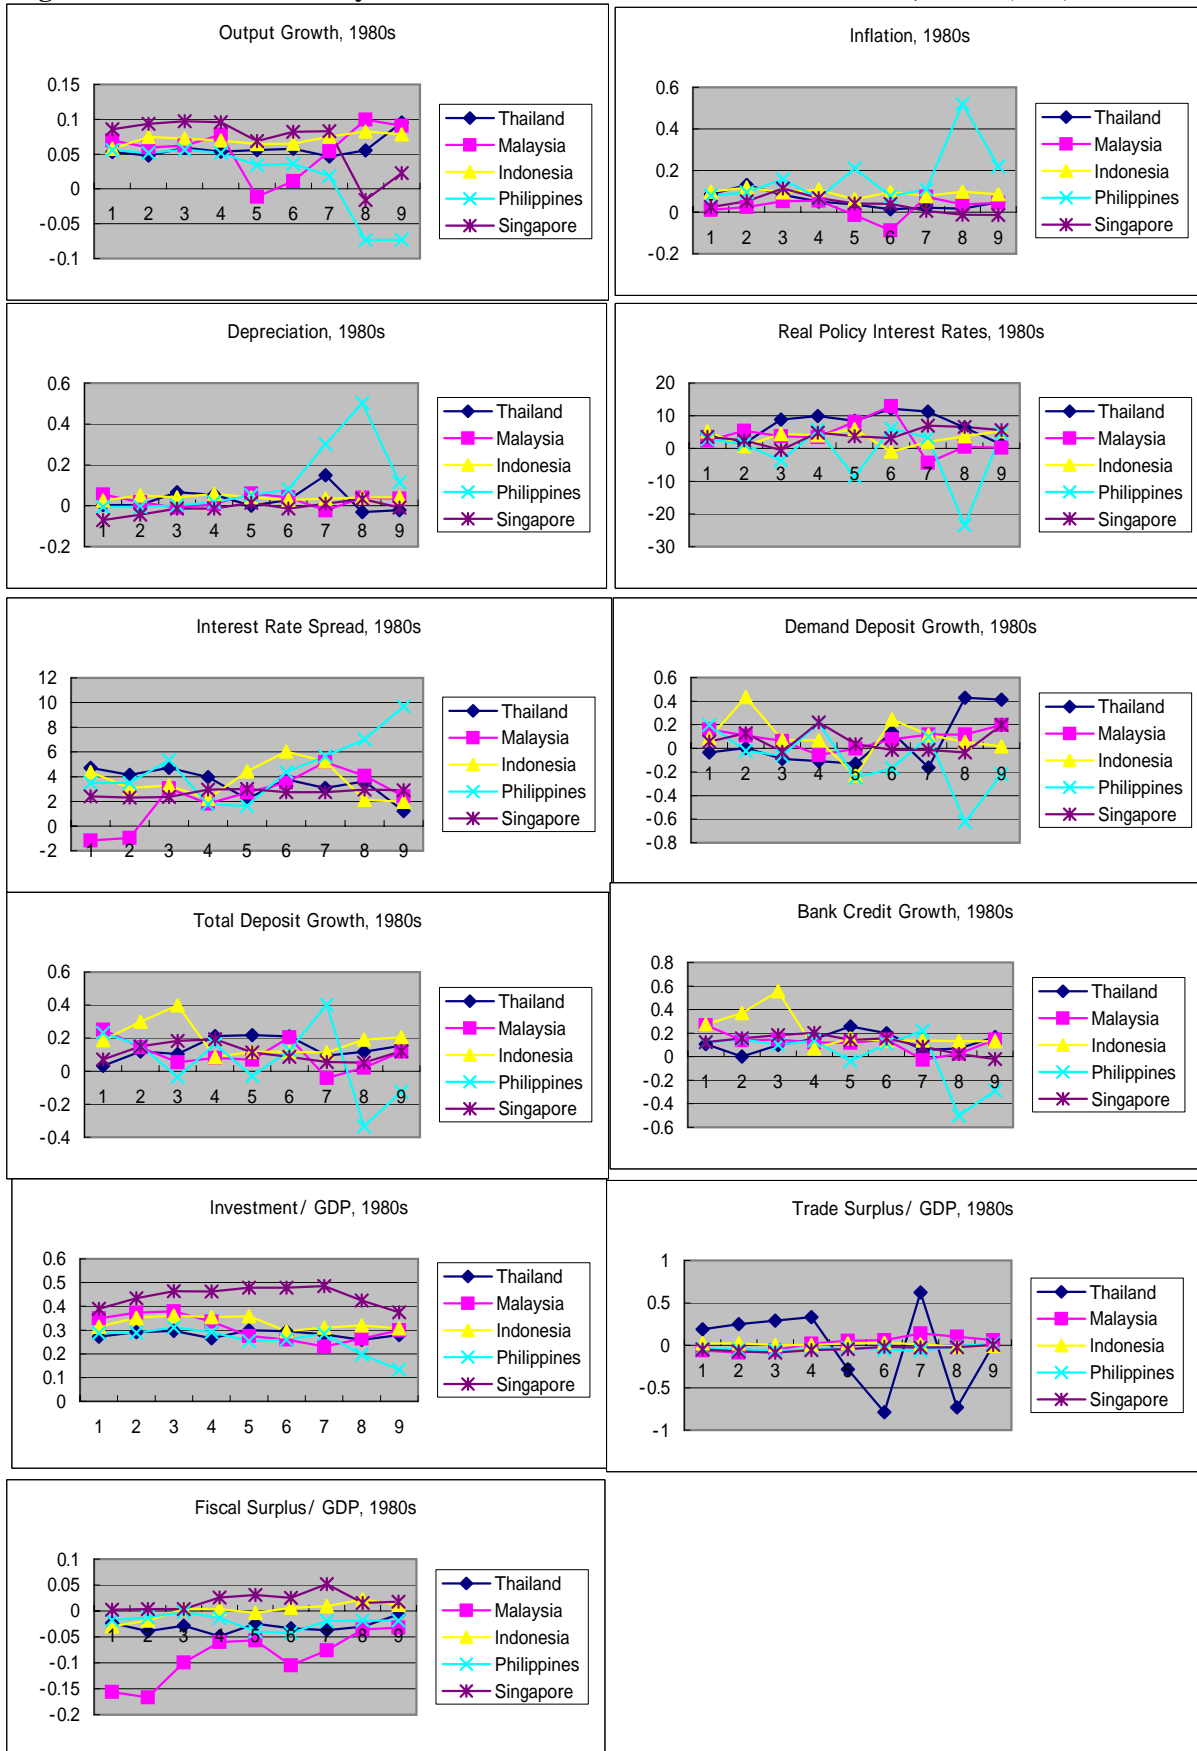 Output Growth, 1980s
0.15
0.1
0.05
0
-0.05
-0.1
1 2 3 4 5 6 7 8 9
Thailand
Malaysia
Indonesia
Philippines
Singapore
Inflation, 1980s
0.6
0.4
0.2
0
-0.2
1 2 3 4 5 6 7 8 9
Thailand
Malaysia
Indonesia
Philippines
Singapore
Depreciation, 1980s
0.6
0.4
0.2
0
-0.2
1 2 3 4 5 6 7 8 9
Thailand
Malaysia
Indonesia
Philippines
Singapore
Real Policy Interest Rates, 1980s
20
10
0
-10
-20
-30
1 2 3 4 5 6 7 8 9
Thailand
Malaysia
Indonesia
Philippines
Singapore
Interest Rate Spread, 1980s
12
10
8
6
4
2
0
-2
1 2 3 4 5 6 7 8 9
Thailand
Malaysia
Indonesia
Philippines
Singapore
Demand Deposit Growth, 1980s
0.6
0.4
0.2
0
-0.2
-0.4
-0.6
-0.8
1 2 3 4 5 6 7 8 9
Thailand
Malaysia
Indonesia
Philippines
Singapore
Total Deposit Growth, 1980s
0.6
0.4
0.2
0
-0.2
-0.4
1 2 3 4 5 6 7 8 9
Thailand
Malaysia
Indonesia
Philippines
Singapore
Bank Credit Growth, 1980s
0.8
0.6
0.4
0.2
0
-0.2
-0.4
-0.6
1 2 3 4 5 6 7 8 9
Thailand
Malaysia
Indonesia
Philippines
Singapore
Investment/ GDP, 1980s
0.6
0.5
0.4
0.3
0.2
0.1
0
1 2 3 4 5 6 7 8 9
Thailand
Malaysia
Indonesia
Philippines
Singapore
Trade Surplus/ GDP, 1980s
1
0.5
0
-0.5
-1
1 2 3 4 5 6 7 8 9
Thailand
Malaysia
Indonesia
Philippines
Singapore
Fiscal Surplus/ GDP, 1980s
0.1
0.05
0
-0.05
-0.1
-0.15
-0.2
1 2 3 4 5 6 7 8 9
Thailand
Malaysia
Indonesia
Philippines
Singapore